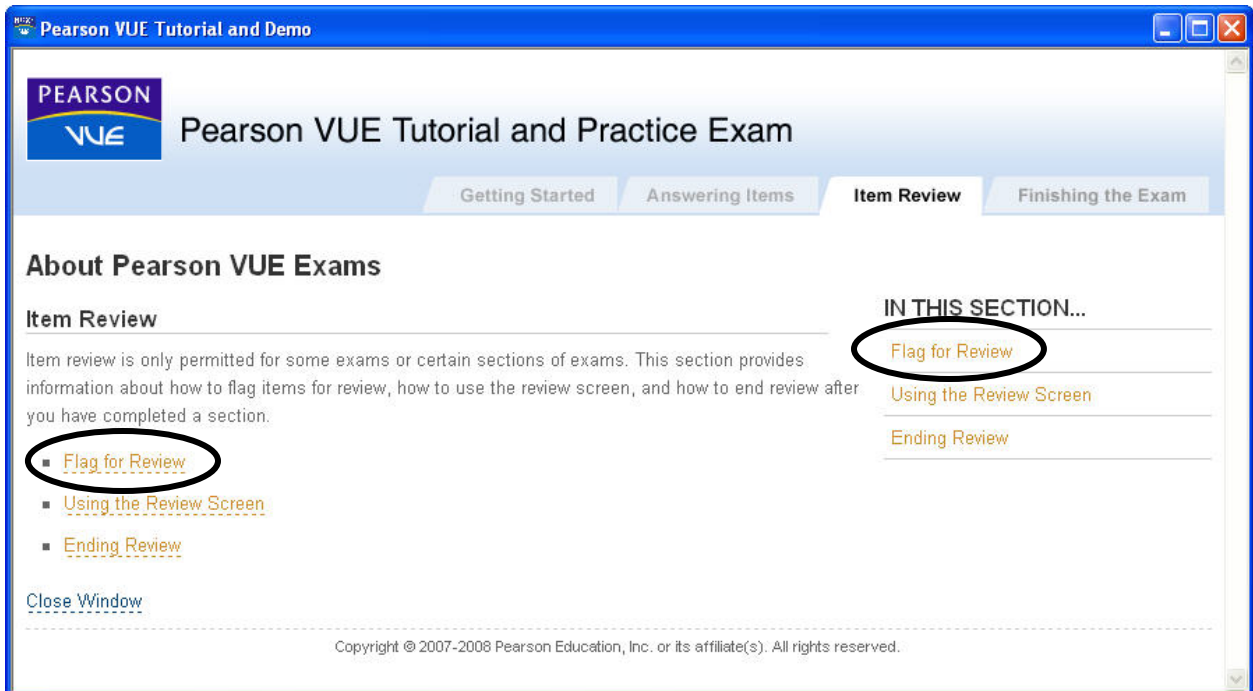 Pearson VUE Tutorial and Demo
PEARSON
VUE
Pearson VUE Tutorial and Practice Exam
Getting Started
Answering Items
Item Review
Finishing the Exam
About Pearson VUE Exams
Item Review
Item review is only permitted for some exams or certain sections of exams. This section provides
information about how to flag items for review, how to use the review screen, and how to end review after
you have completed a section.
Flag for Review
Using the Review Screen
Ending Review
Close Window
IN THIS SECTION...
Flag for Review
Using the Review Screen
Ending Review
Copyright © 2007-2008 Pearson Education, Inc. or its affiliate(s). All rights reserved.